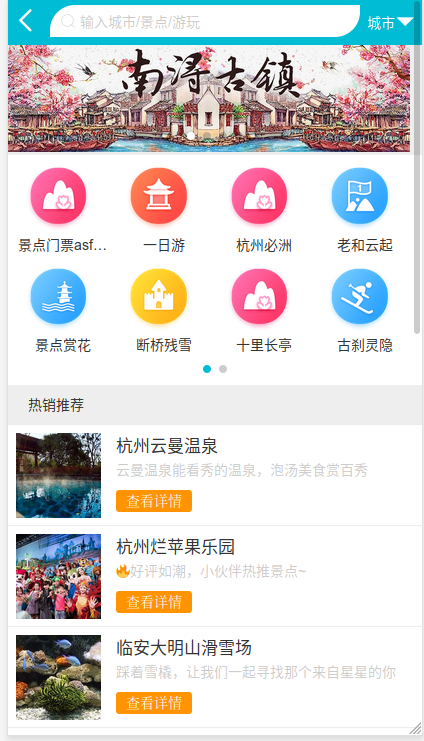 输入城市/景点/游玩
城市
南浔古镇
景点门票asf...
一日游
杭州必洲
老和云起
景点赏花
断桥残雪
十里长亭
古刹灵隐
热销推荐
杭州云曼温泉
云曼温泉能看秀的温泉，泡汤美食赏百秀
查看详情
杭州烂苹果乐园
🔥好评如潮，小伙伴热推景点~
查看详情
临安大明山滑雪场
踩着雪橇，让我们一起寻找那个来自星星的你
查看详情